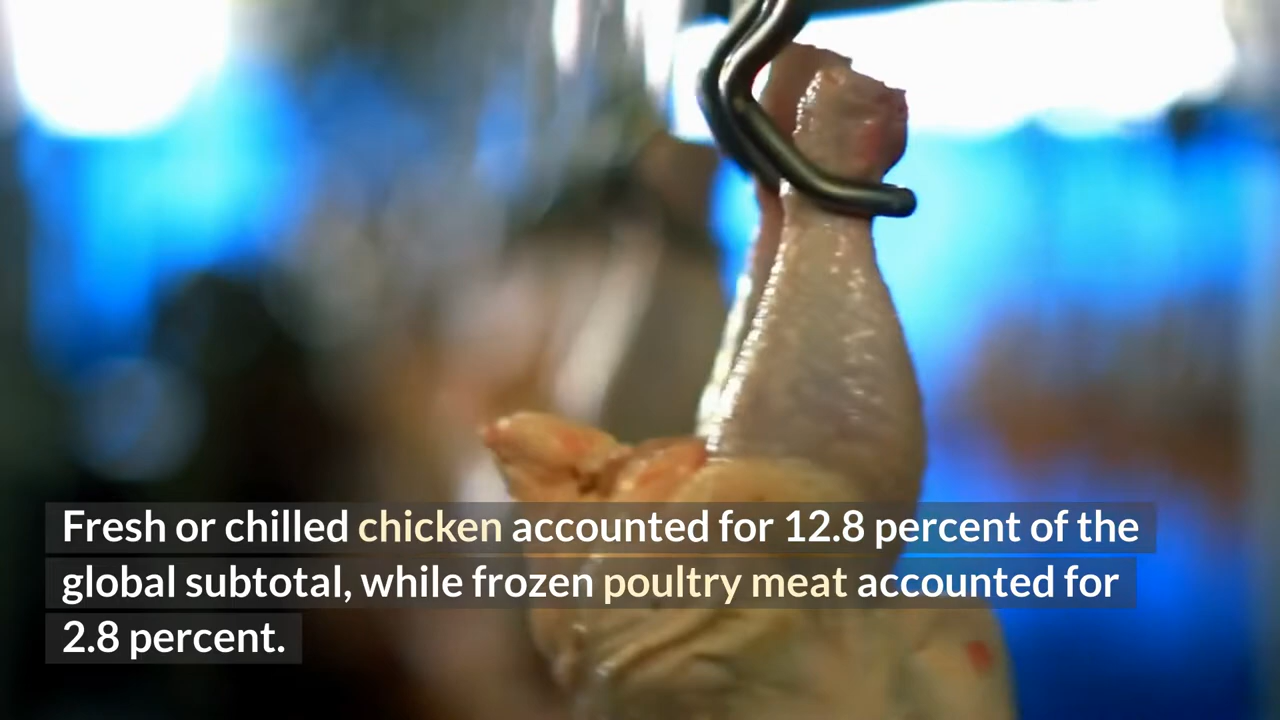 Fresh or chilled chicken accounted for 12.8 percent of the
global subtotal, while frozen poultry meat accounted for
2.8 percent.